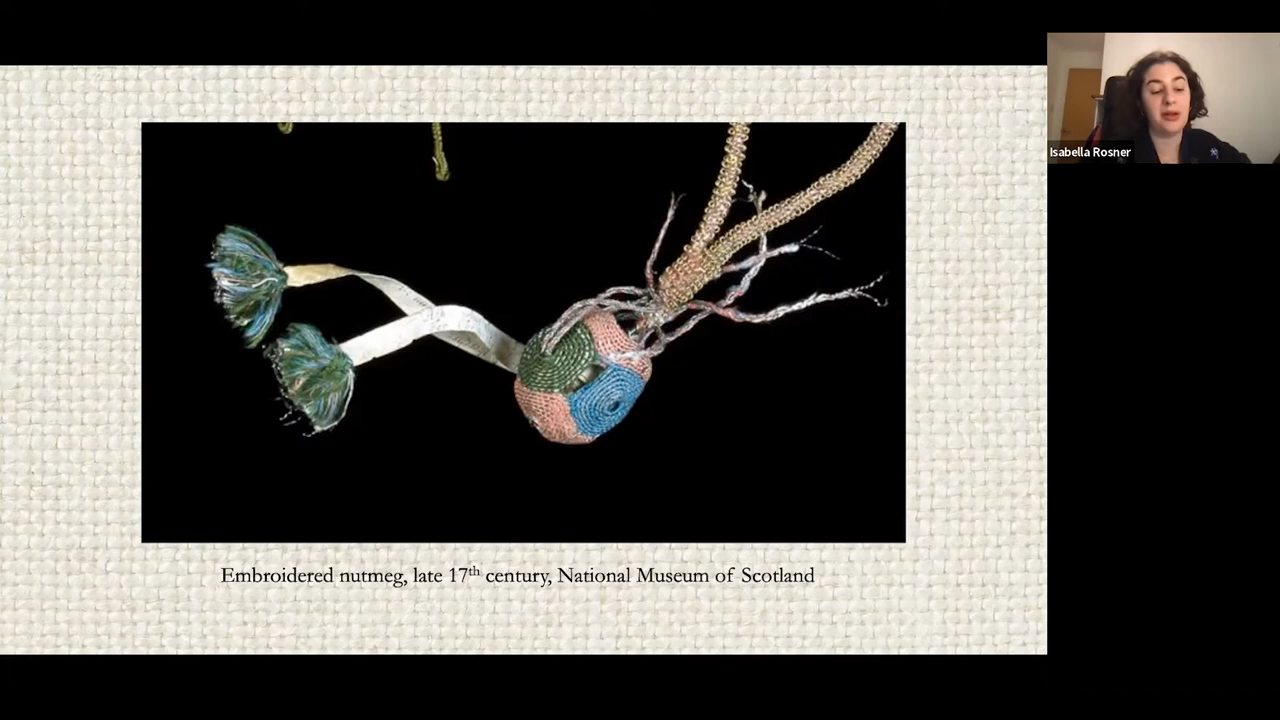 Isabella Rosner
Embroidered nutmeg, late 17th century, National Museum of Scotland